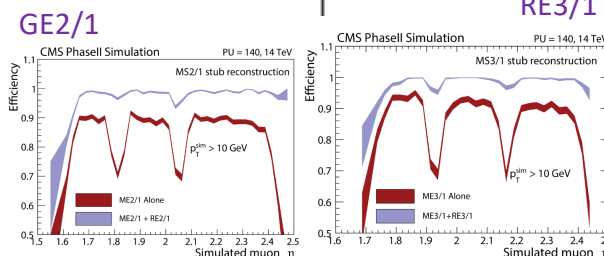 GE2/1
CMS PhaseII Simulation PU = 140, 14 TeV
MS2/1 stub reconstruction
Efficiency
1.1
1
0.9
0.8
0.7
0.6
0.5
p_T^sim > 10 GeV
ME2/1 Alone
ME2/1 + RE2/1
1.5 1.6 1.7 1.8 1.9 2.0 2.1 2.2 2.3 2.4 2.5
Simulated muon η
RE3/1
CMS PhaseII Simulation PU = 140, 14 TeV
MS3/1 stub reconstruction
Efficiency
1.1
1
0.9
0.8
0.7
0.6
0.5
p_T^sim > 10 GeV
ME3/1 Alone
ME3/1+RE3/1
1.6 1.7 1.8 1.9 2.0 2.1 2.2 2.3 2.4
Simulated muon